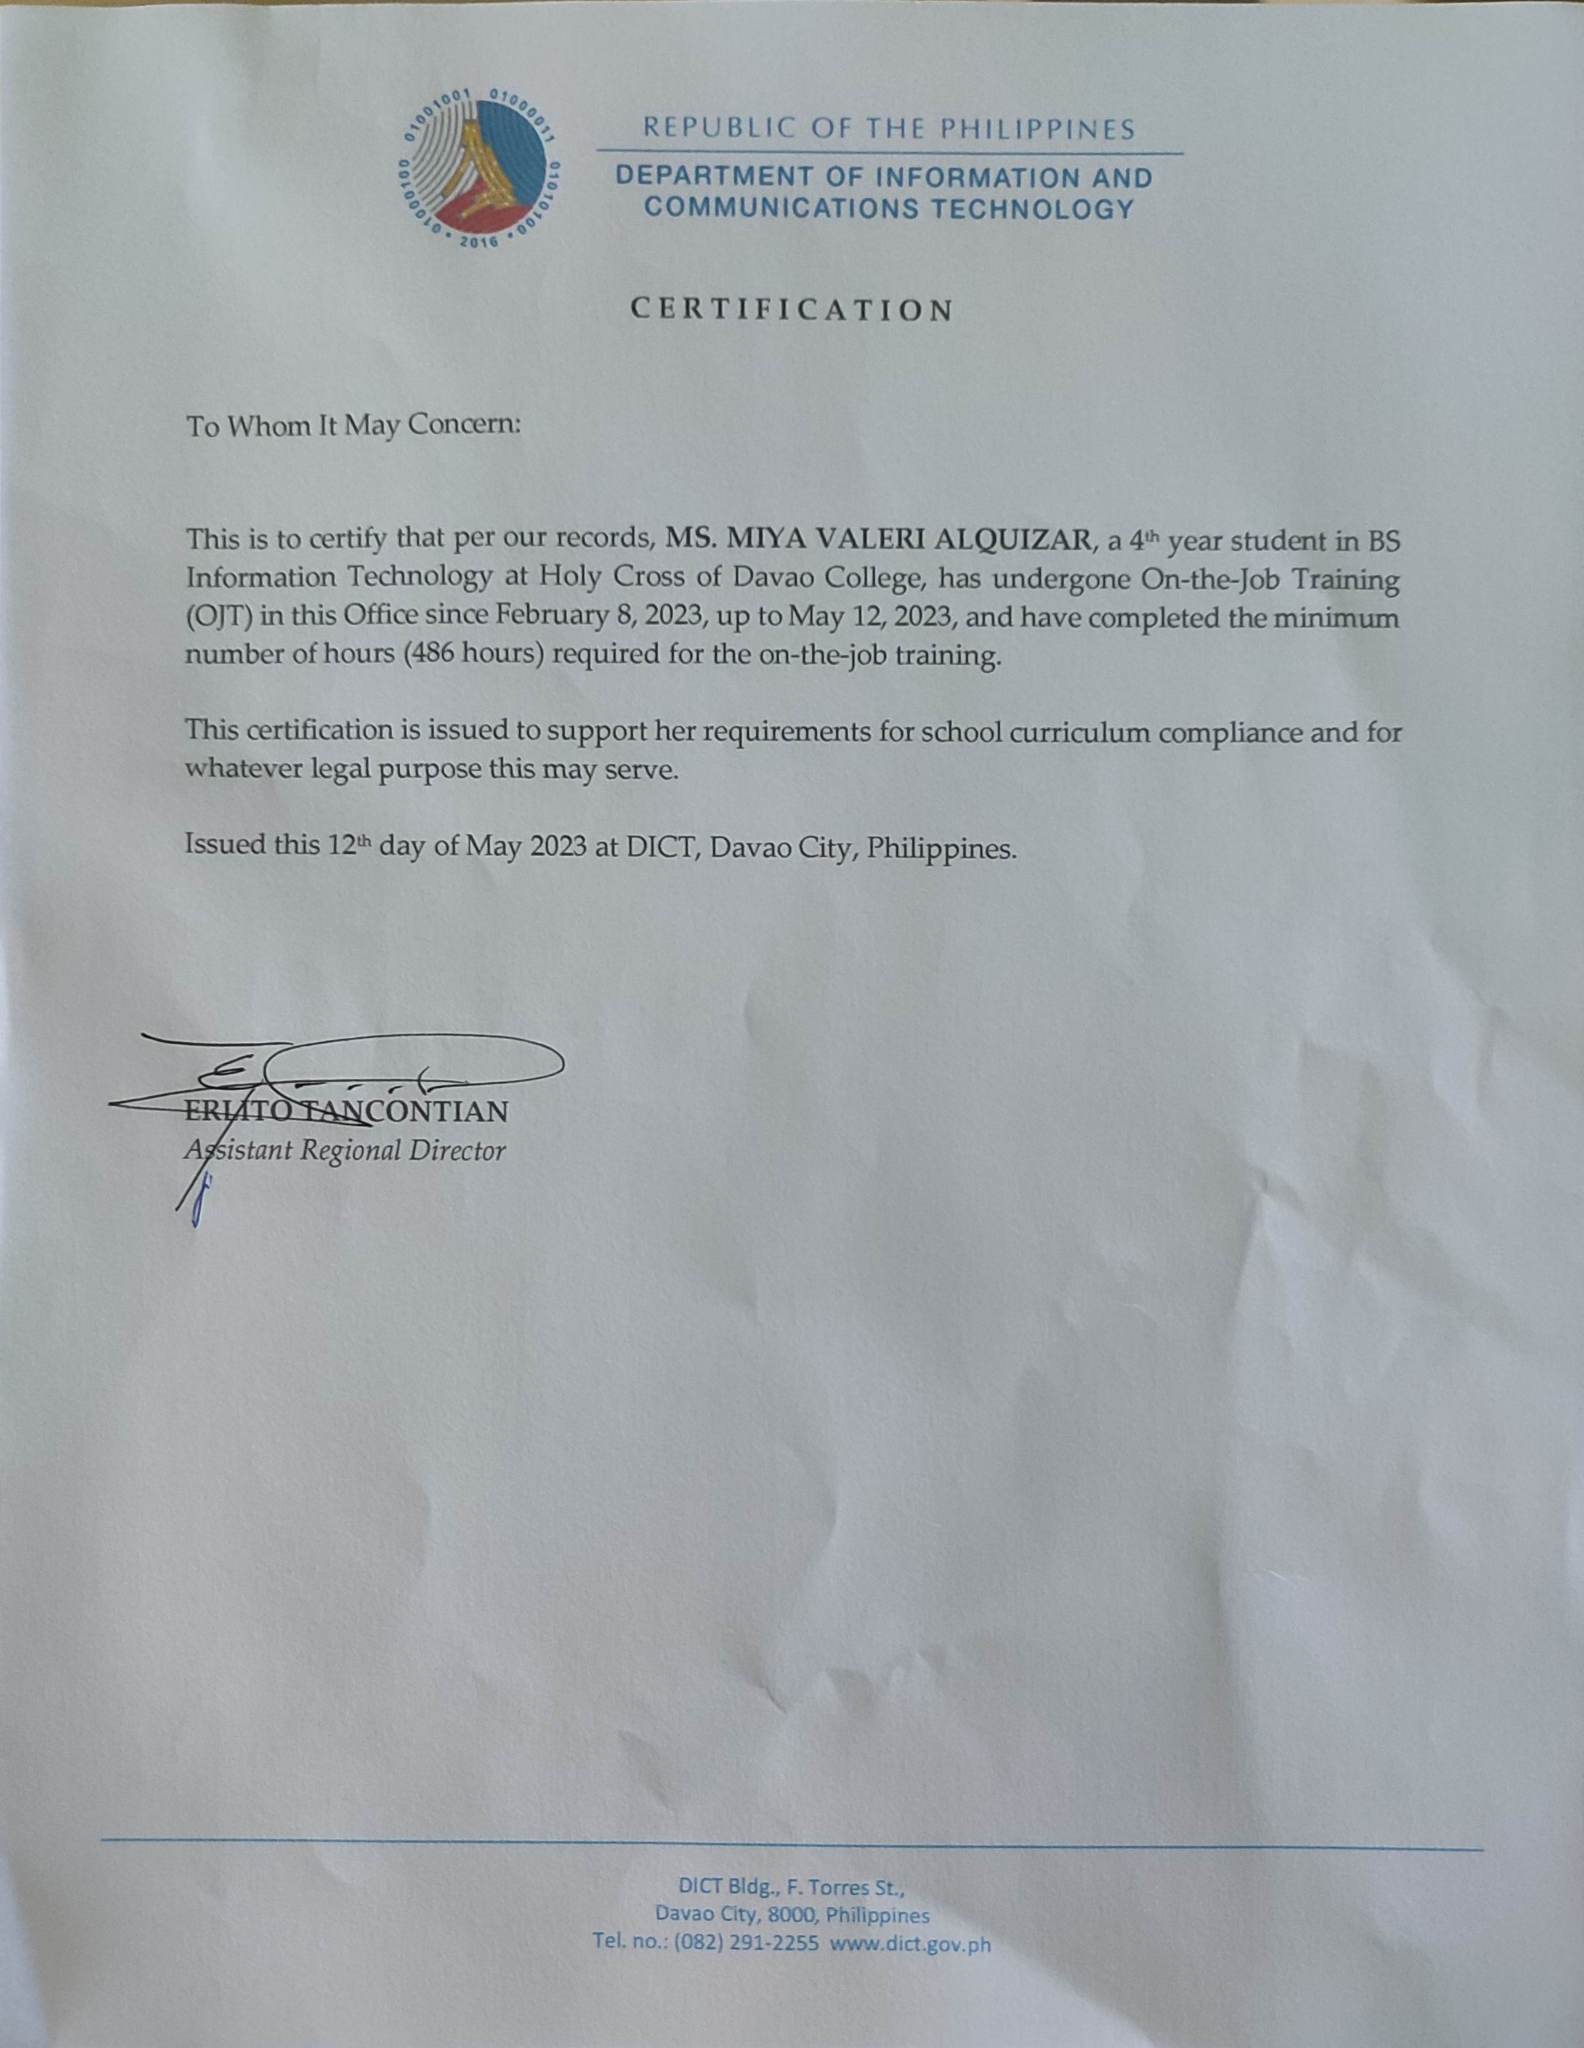 01000100 01001001 01000011 01010100
• 2016 •
REPUBLIC OF THE PHILIPPINES
DEPARTMENT OF INFORMATION AND
COMMUNICATIONS TECHNOLOGY
CERTIFICATION
To Whom It May Concern:
This is to certify that per our records, MS. MIYA VALERI ALQUIZAR, a 4th year student in BS
Information Technology at Holy Cross of Davao College, has undergone On-the-Job Training
(OJT) in this Office since February 8, 2023, up to May 12, 2023, and have completed the minimum
number of hours (486 hours) required for the on-the-job training.
This certification is issued to support her requirements for school curriculum compliance and for
whatever legal purpose this may serve.
Issued this 12th day of May 2023 at DICT, Davao City, Philippines.
ERLITO TANCONTIAN
Assistant Regional Director
DICT Bldg., F. Torres St.,
Davao City, 8000, Philippines
Tel. no.: (082) 291-2255 www.dict.gov.ph